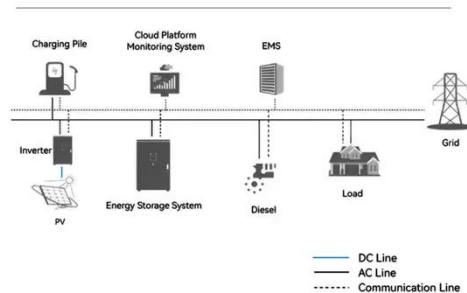 Charging Pile
Cloud Platform
Monitoring System
EMS
Inverter
Grid
PV
Energy Storage System
Diesel
Load
DC Line
AC Line
Communication Line